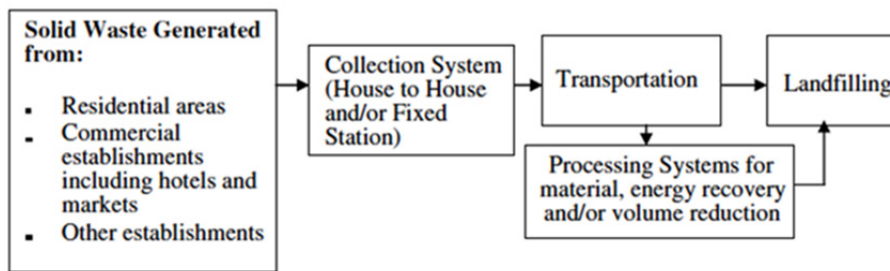 Solid Waste Generated
from:
▪ Residential areas
▪ Commercial
establishments
including hotels and
markets
▪ Other establishments
Collection System
(House to House
and/or Fixed
Station)
Transportation
Landfilling
Processing Systems for
material, energy recovery
and/or volume reduction